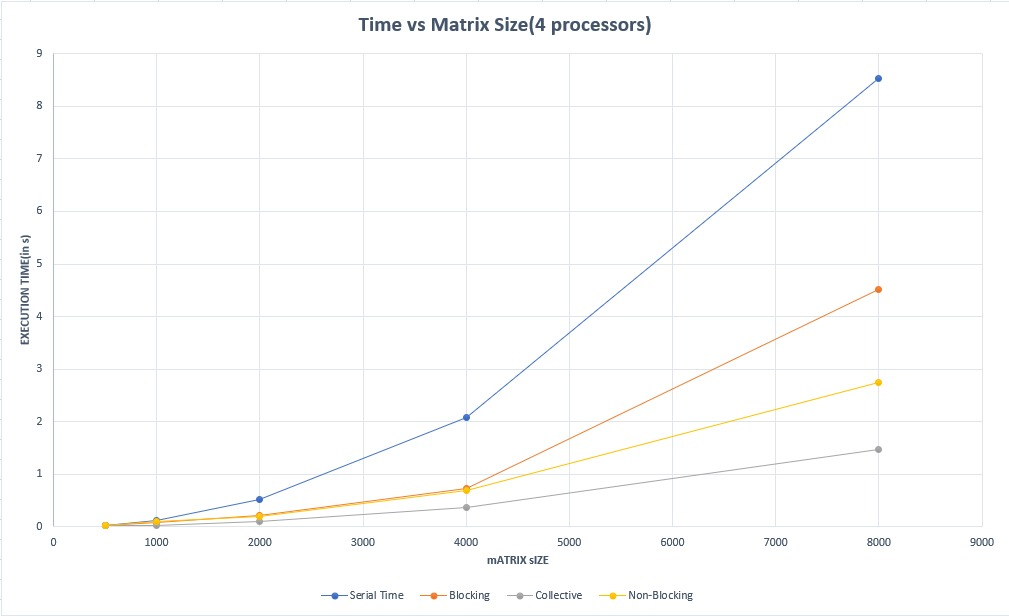 Time vs Matrix Size(4 processors)
EXECUTION TIME(in s)
9
8
7
6
5
4
3
2
1
0
0 1000 2000 3000 4000 5000 6000 7000 8000 9000
mATRIX sIZE
Serial Time Blocking Collective Non-Blocking